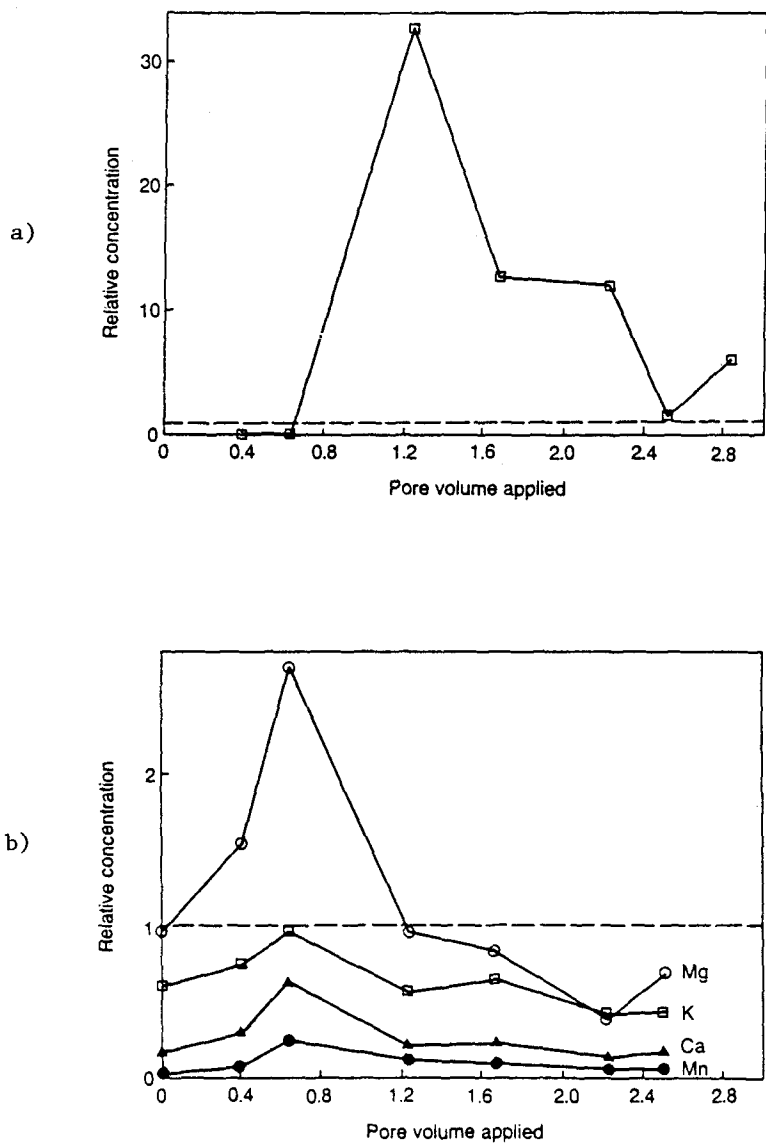 a)
Relative concentration
30
20
10
0
0 0.4 0.8 1.2 1.6 2.0 2.4 2.8
Pore volume applied
b)
Relative concentration
2
1
0
Mg
K
Ca
Mn
0 0.4 0.8 1.2 1.6 2.0 2.4 2.8
Pore volume applied